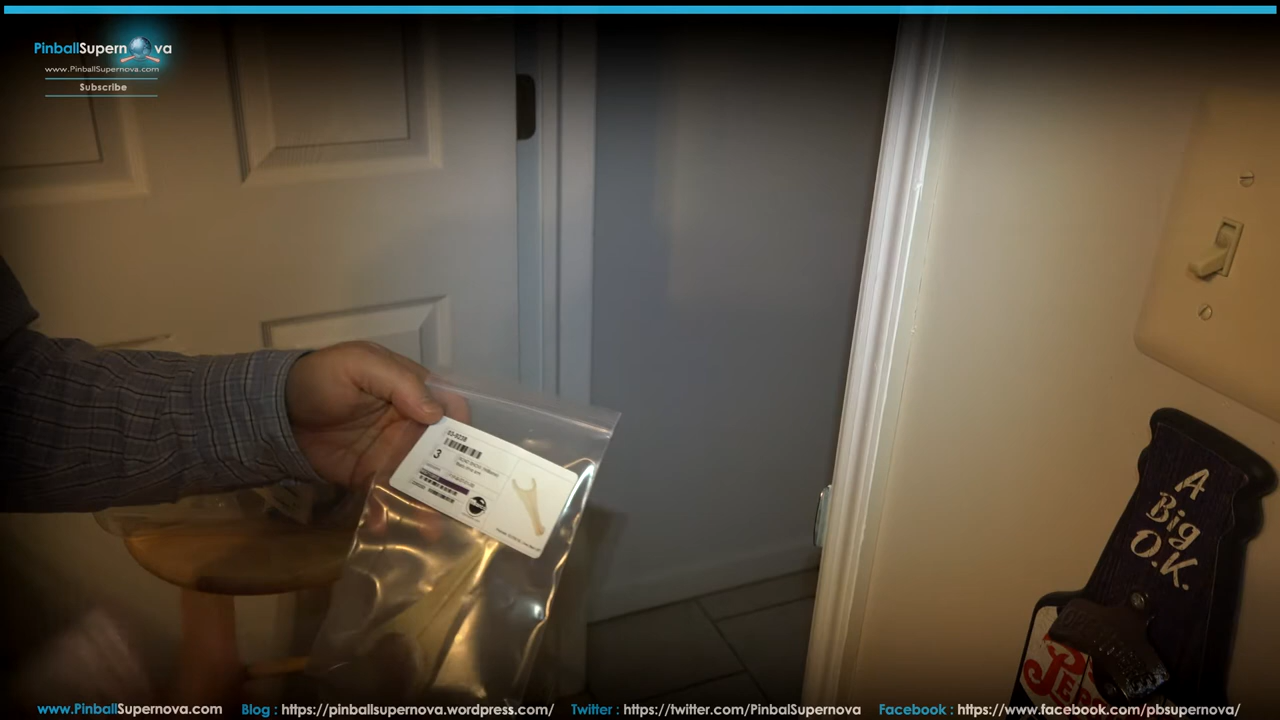 PinballSupernova
www.PinballSupernova.com
Subscribe
3
A
Big
O.K.
www.PinballSupernova.com Blog : https://pinballsupernova.wordpress.com/ Twitter : https://twitter.com/PinbalSupernova Facebook : https://www.facebook.com/pbsupernova/